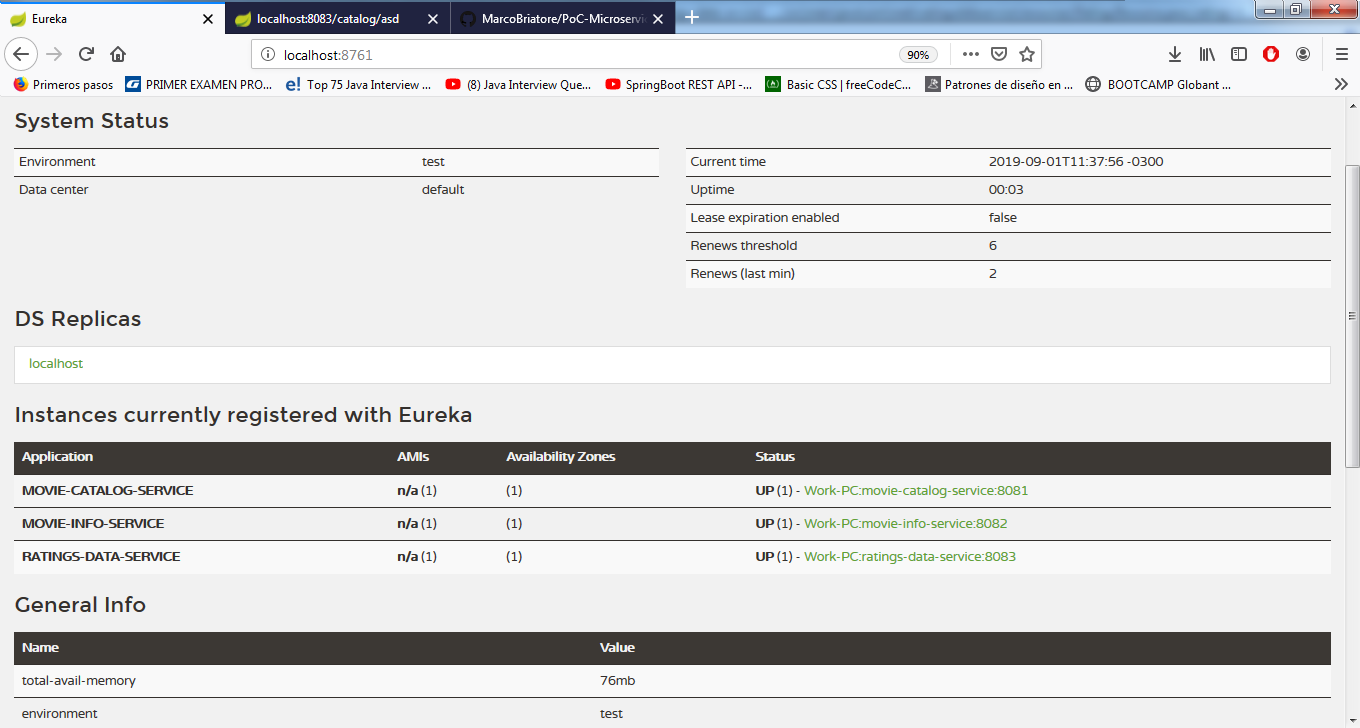 Eureka
localhost:8083/catalog/asd
MarcoBriatore/PoC-Microservic
localhost:8761
90%
Primeros pasos
PRIMER EXAMEN PRO...
Top 75 Java Interview ...
(8) Java Interview Que...
SpringBoot REST API -...
Basic CSS | freeCodeC...
Patrones de diseño en ...
BOOTCAMP Globant ...
System Status
Environment test
Data center default
Current time 2019-09-01T11:37:56 -0300
Uptime 00:03
Lease expiration enabled false
Renews threshold 6
Renews (last min) 2
DS Replicas
localhost
Instances currently registered with Eureka
Application AMIs Availability Zones Status
MOVIE-CATALOG-SERVICE n/a (1) (1) UP (1) - Work-PC:movie-catalog-service:8081
MOVIE-INFO-SERVICE n/a (1) (1) UP (1) - Work-PC:movie-info-service:8082
RATINGS-DATA-SERVICE n/a (1) (1) UP (1) - Work-PC:ratings-data-service:8083
General Info
Name Value
total-avail-memory 76mb
environment test